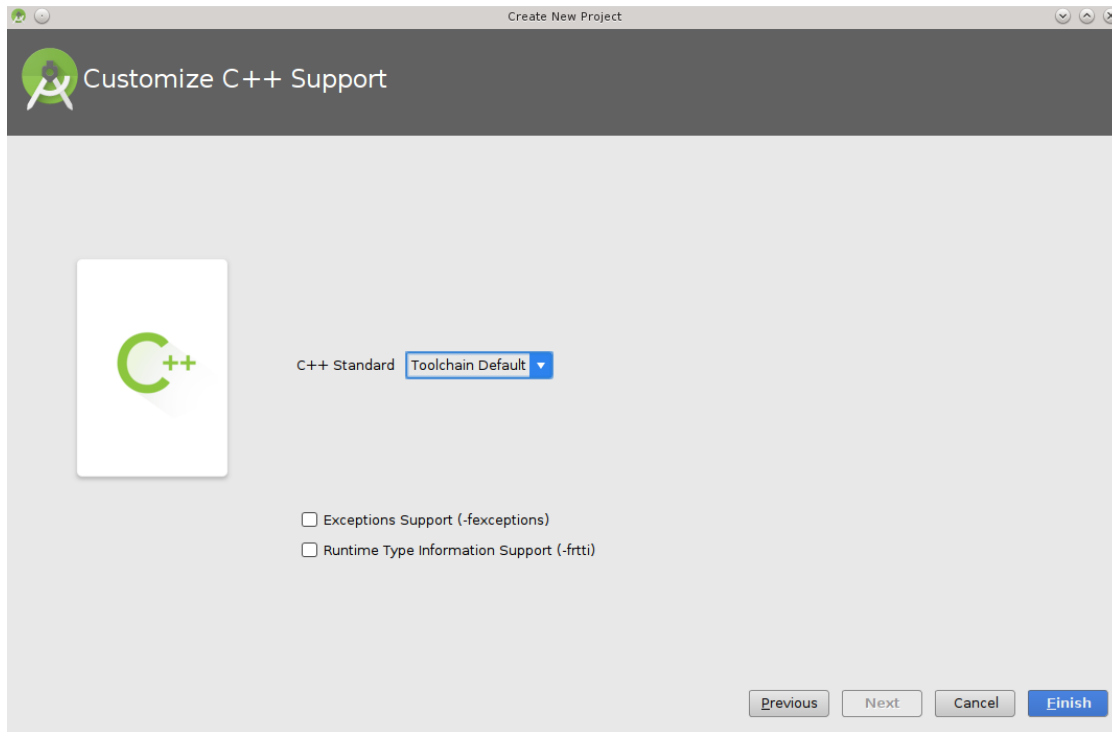 Create New Project
Customize C++ Support
C++
C++ Standard Toolchain Default
Exceptions Support (-fexceptions)
Runtime Type Information Support (-frtti)
Previous Next Cancel Finish